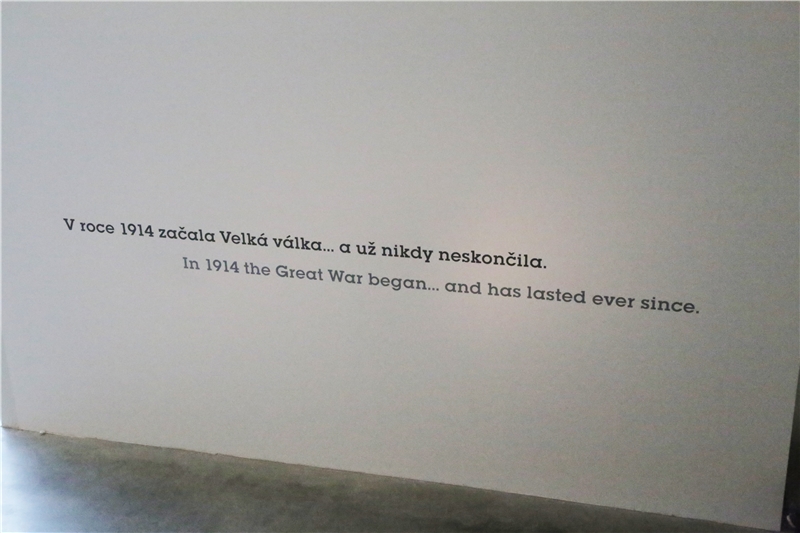 V roce 1914 začala Velká válka... a už nikdy neskončila.
In 1914 the Great War began... and has lasted ever since.